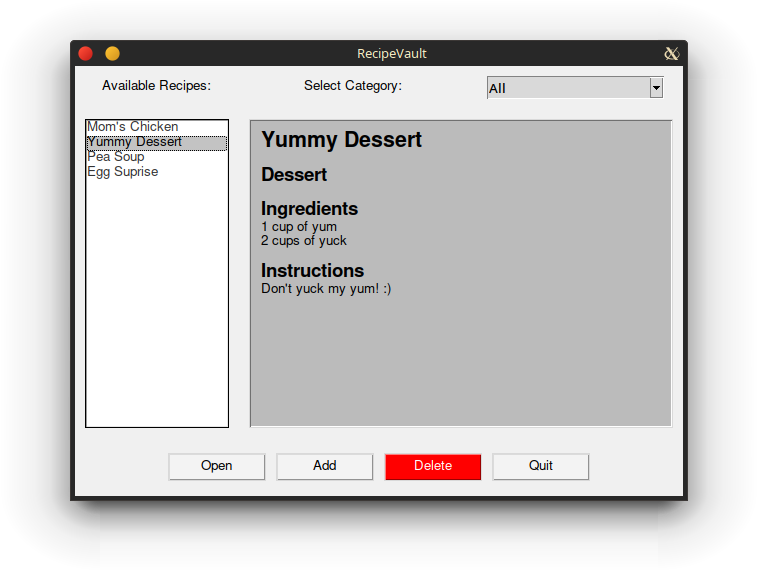 RecipeVault
Available Recipes:
Select Category:
All
Mom's Chicken
Yummy Dessert
Pea Soup
Egg Suprise
Yummy Dessert
Dessert
Ingredients
1 cup of yum
2 cups of yuck
Instructions
Don't yuck my yum! :)
Open
Add
Delete
Quit